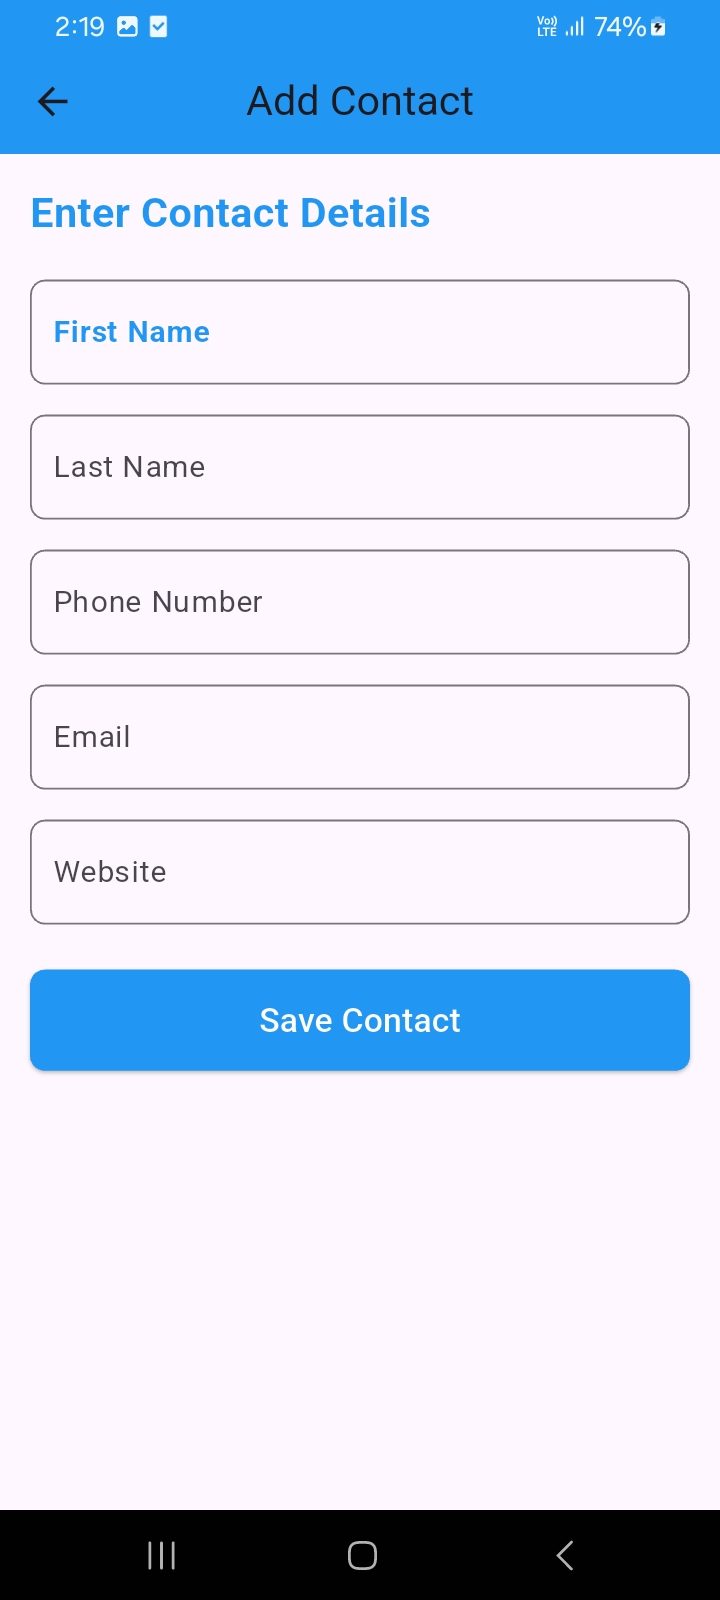 2:19 Vo)) LTE 74%
Add Contact
Enter Contact Details
First Name
Last Name
Phone Number
Email
Website
Save Contact